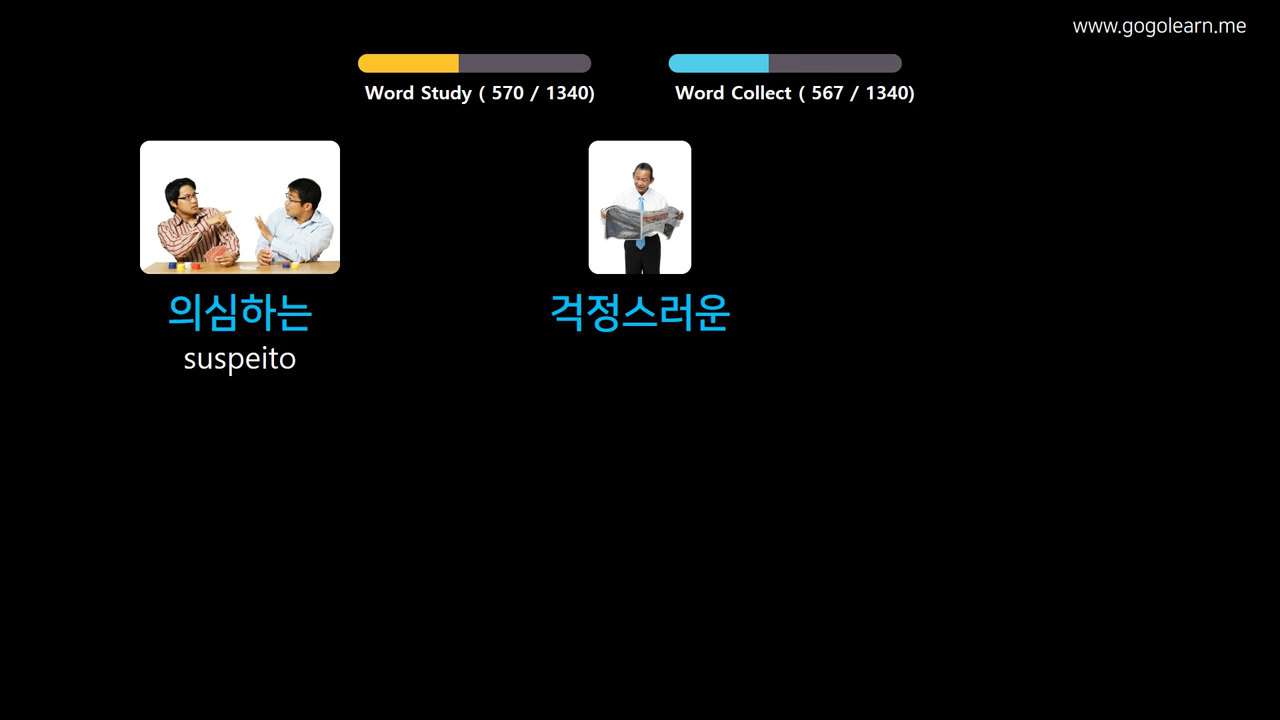 www.gogolearn.me
Word Study ( 570 / 1340)
Word Collect ( 567 / 1340)
의심하는
suspeito
걱정스러운